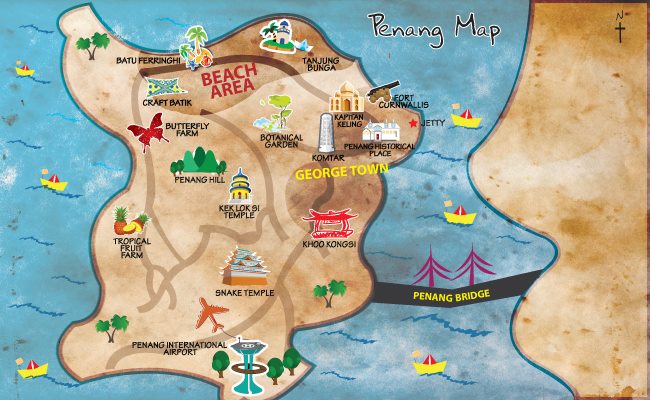 Penang Map
N
BATU FERRINGHI
TANJUNG
BUNGA
BEACH
AREA
CRAFT BATIK
FORT
CORNWALLIS
KAPITAN
KELING
JETTY
BUTTERFLY
FARM
BOTANICAL
GARDEN
PENANG HISTORICAL
PLACE
KOMTAR
GEORGE TOWN
PENANG HILL
KEK LOK SI
TEMPLE
TROPICAL
FRUIT
FARM
KHOO KONGSI
SNAKE TEMPLE
PENANG BRIDGE
PENANG INTERNATIONAL
AIRPORT